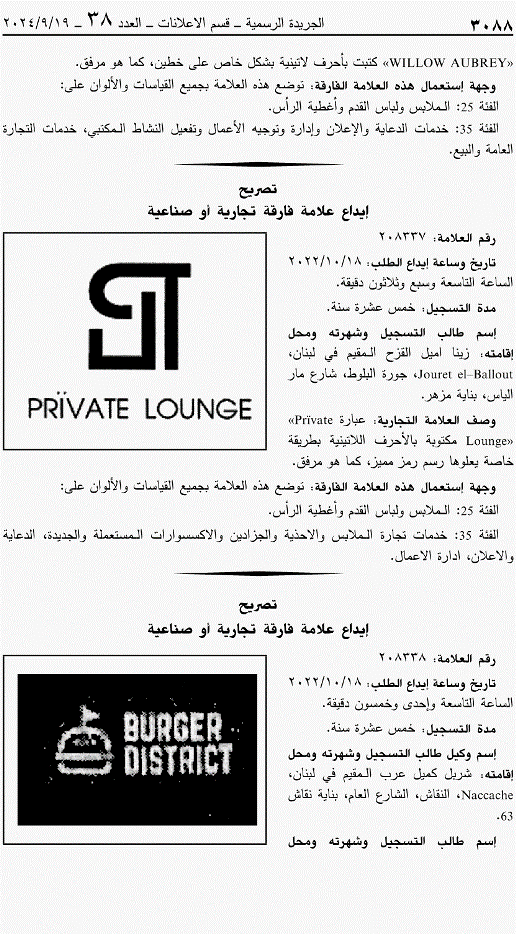 ٣٠٨٨ الجريدة الرسمية – قسم الاعلانات – العدد ٣٨ – ٢٠٢٤/٩/١٩
«WILLOW AUBREY» كتبت بأحرف لاتينية بشكل خاص على خطين، كما هو مرفق.
وجهة إستعمال هذه العلامة الفارقة: توضع هذه العلامة بجميع القياسات والألوان على:
الفئة 25: الملابس ولباس القدم وأغطية الرأس.
الفئة 35: خدمات الدعاية والإعلان وإدارة وتوجيه الأعمال وتفعيل النشاط المكتبي، خدمات التجارة
العامة والبيع.
تصريح
إيداع علامة فارقة تجارية أو صناعية
رقم العلامة: ٢٠٨٣٣٧
تاريخ وساعة إيداع الطلب: ٢٠٢٢/١٠/١٨
الساعة التاسعة وسبع وثلاثون دقيقة.
مدة التسجيل: خمس عشرة سنة.
إسم طالب التسجيل وشهرته ومحل
إقامته: زينا اميل القزح المقيم في لبنان،
Jouret el–Ballout، جورة البلوط، شارع مار
الياس، بناية مزهر.
وصف العلامة التجارية: عبارة «Prïvate
Lounge» مكتوبة بالأحرف اللاتينية بطريقة
خاصة يعلوها رسم رمز مميز، كما هو مرفق.
PRÏVATE LOUNGE
وجهة إستعمال هذه العلامة الفارقة: توضع هذه العلامة بجميع القياسات والألوان على:
الفئة 25: الملابس ولباس القدم وأغطية الرأس.
الفئة 35: خدمات تجارة الملابس والاحذية والجزادين والاكسسوارات المستعملة والجديدة، الدعاية
والاعلان، ادارة الاعمال.
تصريح
إيداع علامة فارقة تجارية أو صناعية
رقم العلامة: ٢٠٨٣٣٨
تاريخ وساعة إيداع الطلب: ٢٠٢٢/١٠/١٨
الساعة التاسعة وإحدى وخمسون دقيقة.
مدة التسجيل: خمس عشرة سنة.
إسم وكيل طالب التسجيل وشهرته ومحل
إقامته: شربل كميل عرب المقيم في لبنان،
Naccache، النقاش، الشارع العام، بناية نقاش
63.
إسم طالب التسجيل وشهرته ومحل
BURGER
DISTRICT